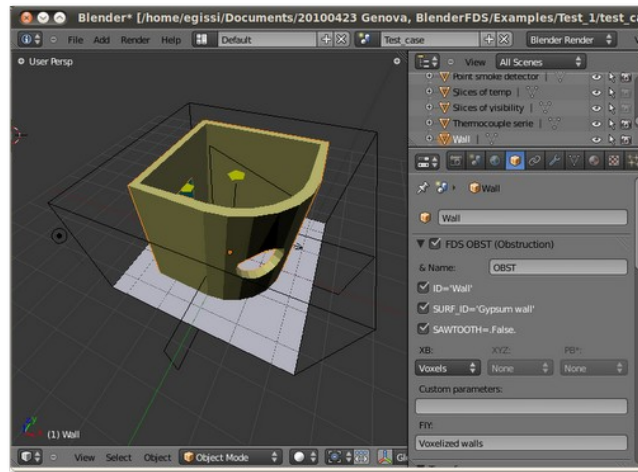 Blender* [/home/egissi/Documents/20100423 Genova, BlenderFDS/Examples/Test_1/test_ca
File Add Render Help Default Test_case Blender Render
User Persp
View All Scenes
Point smoke detector
Slices of temp
Slices of visibility
Thermocouple serie
Wall
Wall
Wall
FDS OBST (Obstruction)
& Name: OBST
ID='Wall'
SURF_ID='Gypsum wall'
SAWTOOTH=.False.
XB: XYZ: PB*:
Voxels None None
Custom parameters:
FIY:
Voxelized walls
(1) Wall
View Select Object Object Mode